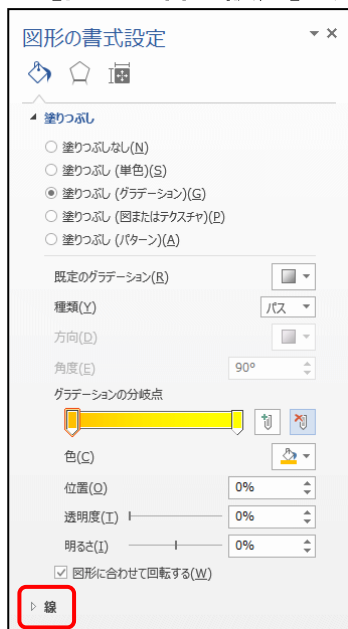 図形の書式設定
塗りつぶし
塗りつぶしなし(N)
塗りつぶし (単色)(S)
塗りつぶし (グラデーション)(G)
塗りつぶし (図またはテクスチャ)(P)
塗りつぶし (パターン)(A)
既定のグラデーション(R)
種類(Y) パス
方向(D)
角度(E) 90°
グラデーションの分岐点
色(C)
位置(O) 0%
透明度(T) 0%
明るさ(I) 0%
図形に合わせて回転する(W)
線